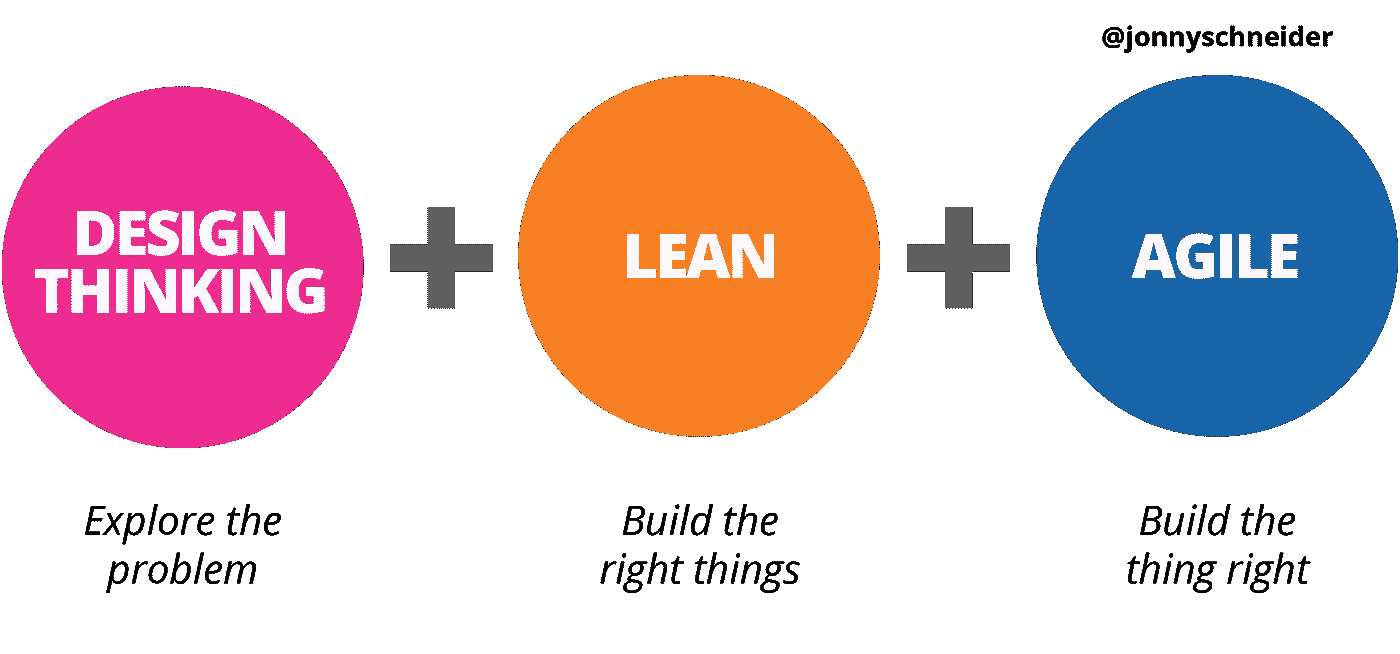 @jonnyschneider
DESIGN
THINKING
LEAN
AGILE
Explore the
problem
Build the
right things
Build the
thing right